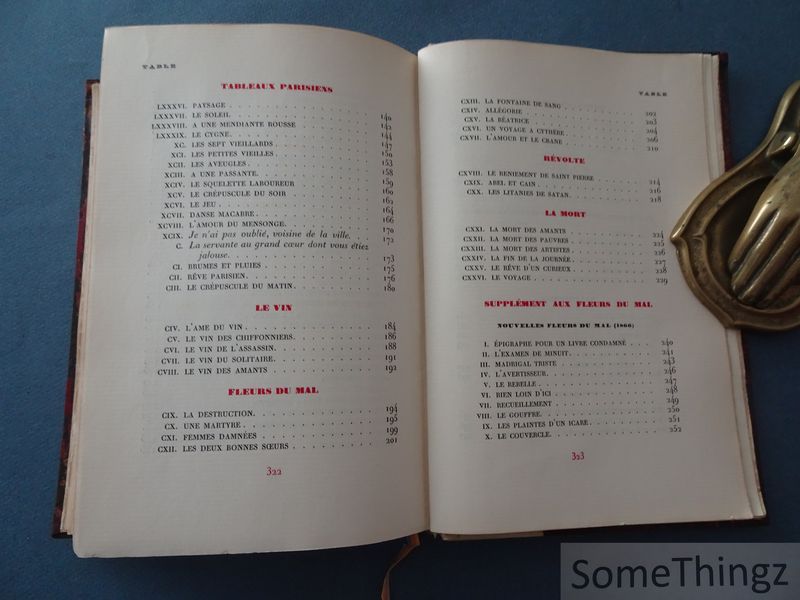 TABLE
TABLEAUX PARISIENS
LXXXVI. PAYSAGE
LXXXVII. LE SOLEIL 140
LXXXVIII. A UNE MENDIANTE ROUSSE 142
LXXXIX. LE CYGNE. 144
XC. LES SEPT VIEILLARDS 147
XCI. LES PETITES VIEILLES 150
XCII. LES AVEUGLES 153
XCIII. A UNE PASSANTE. 158
XCIV. LE SQUELETTE LABOUREUR 159
XCV. LE CRÉPUSCULE DU SOIR 160
XCVI. LE JEU 162
XCVII. DANSE MACABRE 164
XCVIII. L'AMOUR DU MENSONGE. 166
XCIX. Je n'ai pas oublié, voisine de la ville. 170
C. La servante au grand cœur dont vous étiez 172
jalouse. 173
CI. BRUMES ET PLUIES 175
CII. RÊVE PARISIEN 176
CIII. LE CRÉPUSCULE DU MATIN. 180
LE VIN
CIV. L'AME DU VIN. 184
CV. LE VIN DES CHIFFONNIERS. 186
CVI. LE VIN DE L'ASSASSIN. 188
CVII. LE VIN DU SOLITAIRE. 191
CVIII. LE VIN DES AMANTS 192
FLEURS DU MAL
CIX. LA DESTRUCTION. 194
CX. UNE MARTYRE 195
CXI. FEMMES DAMNÉES 199
CXII. LES DEUX BONNES SŒURS 201
322
TABLE
CXIII. LA FONTAINE DE SANG
CXIV. ALLÉGORIE 202
CXV. LA BÉATRICE 203
CXVI. UN VOYAGE A CYTHÈRE 204
CXVII. L'AMOUR ET LE CRANE 206
210
RÉVOLTE
CXVIII. LE RENIEMENT DE SAINT PIERRE 214
CXIX. ABEL ET CAIN 216
CXX. LES LITANIES DE SATAN. 218
LA MORT
CXXI. LA MORT DES AMANTS 224
CXXII. LA MORT DES PAUVRES 225
CXXIII. LA MORT DES ARTISTES 226
CXXIV. LA FIN DE LA JOURNÉE. 227
CXXV. LE RÊVE D'UN CURIEUX 228
CXXVI. LE VOYAGE 229
SUPPLÉMENT AUX FLEURS DU MAL
NOUVELLES FLEURS DU MAL (1866)
I. ÉPIGRAPHE POUR UN LIVRE CONDAMNÉ 240
II. L'EXAMEN DE MINUIT. 241
III. MADRIGAL TRISTE 243
IV. L'AVERTISSEUR. 246
V. LE REBELLE 247
VI. BIEN LOIN D'ICI 248
VII. RECUEILLEMENT 249
VIII. LE GOUFFRE. 250
IX. LES PLAINTES D'UN ICARE 251
X. LE COUVERCLE. 252
323
SomeThingz